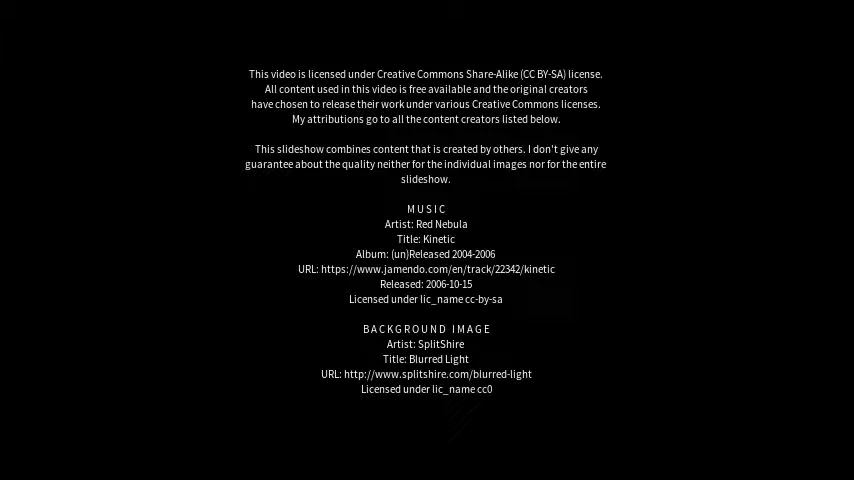 This video is licensed under Creative Commons Share-Alike (CC BY-SA) license.
All content used in this video is free available and the original creators
have chosen to release their work under various Creative Commons licenses.
My attributions go to all the content creators listed below.
This slideshow combines content that is created by others. I don't give any
guarantee about the quality neither for the individual images nor for the entire
slideshow.
MUSIC
Artist: Red Nebula
Title: Kinetic
Album: (un)Released 2004-2006
URL: https://www.jamendo.com/en/track/22342/kinetic
Released: 2006-10-15
Licensed under lic_name cc-by-sa
BACKGROUND IMAGE
Artist: SplitShire
Title: Blurred Light
URL: http://www.splitshire.com/blurred-light
Licensed under lic_name cc0